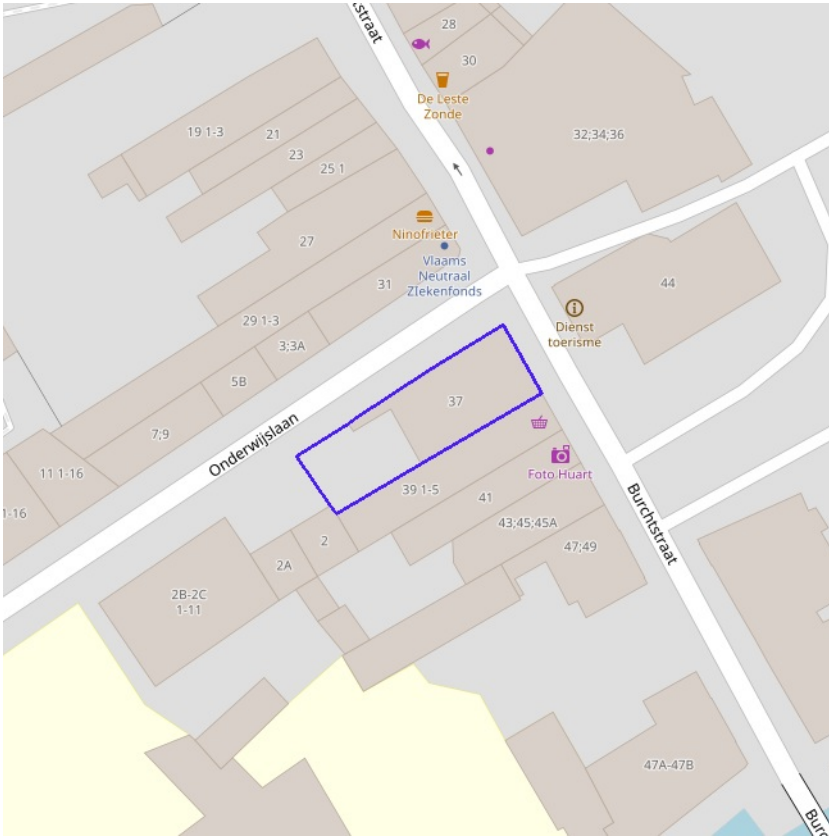 straat
28
30
De Leste
Zonde
19 1-3
21
23
25 1
32;34;36
27
Ninofrieter
Vlaams
Neutraal
ZIekenfonds
31
44
29 1-3
Dienst
toerisme
3;3A
5B
37
7;9
Onderwijslaan
11 1-16
1-16
Foto Huart
39 1-5
41
43;45;45A
Burchtstraat
47;49
2
2A
2B-2C
1-11
47A-47B
Bur